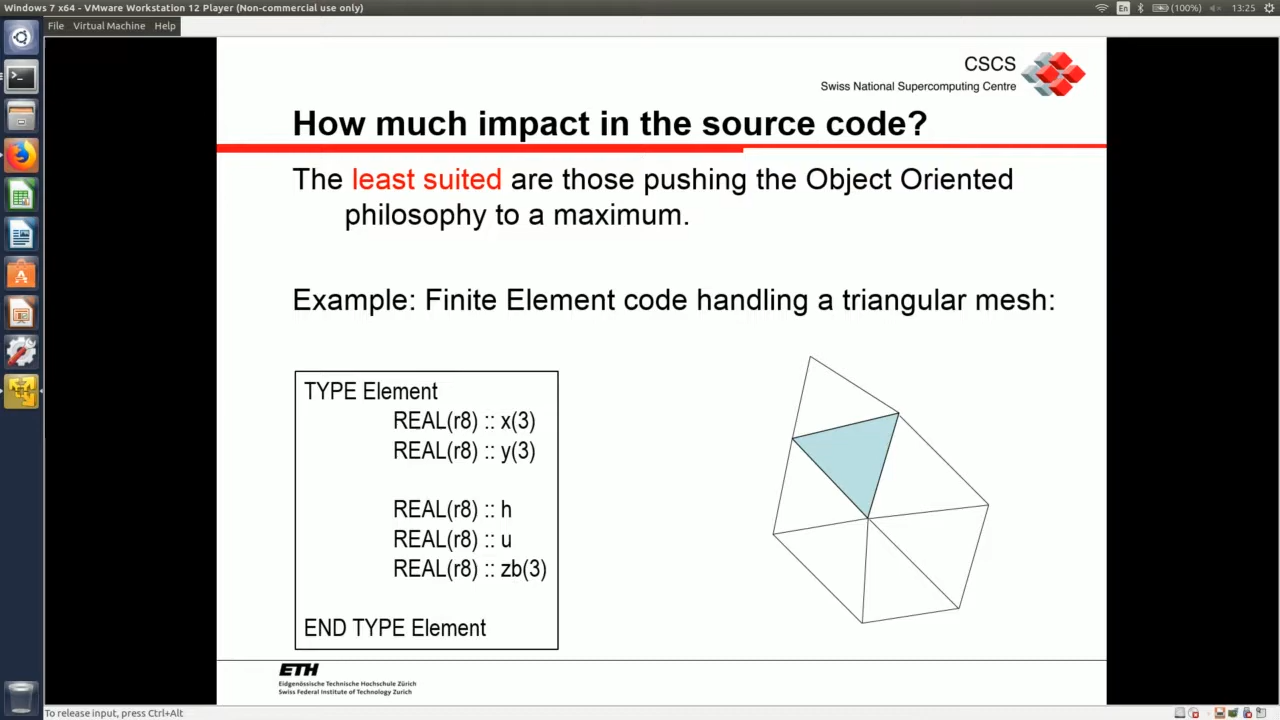 Windows 7 x64 - VMware Workstation 12 Player (Non-commercial use only)
En
(100%)
13:25
File Virtual Machine Help
CSCS
Swiss National Supercomputing Centre
How much impact in the source code?
The least suited are those pushing the Object Oriented
philosophy to a maximum.
Example: Finite Element code handling a triangular mesh:
TYPE Element
REAL(r8) :: x(3)
REAL(r8) :: y(3)
REAL(r8) :: h
REAL(r8) :: u
REAL(r8) :: zb(3)
END TYPE Element
ETH
Eidgenössische Technische Hochschule Zürich
Swiss Federal Institute of Technology Zurich
To release input, press Ctrl+Alt